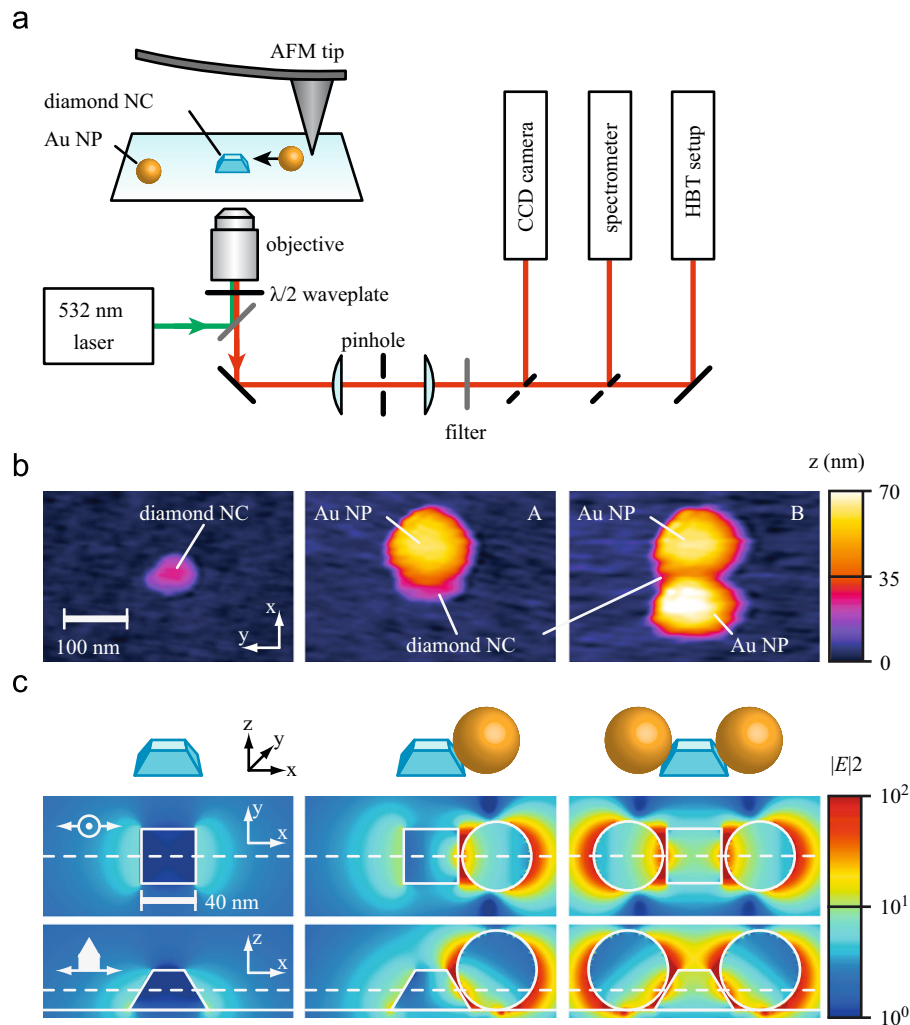 a
AFM tip
diamond NC
Au NP
objective
λ/2 waveplate
532 nm
laser
pinhole
filter
CCD camera
spectrometer
HBT setup
b
z (nm)
diamond NC
100 nm
x
y
Au NP
A
diamond NC
B
Au NP
Au NP
70
35
0
c
z
y
x
|E|2
y
x
40 nm
z
x
10²
10¹
10⁰